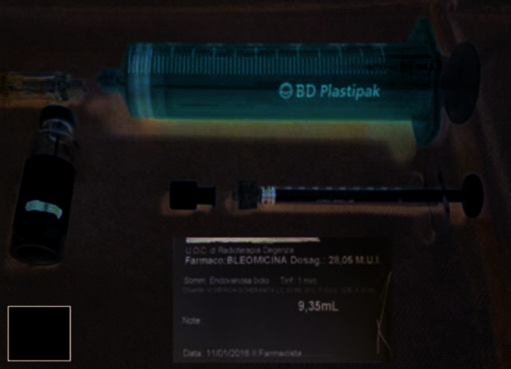 BD Plastipak
U.O.C. di Radioterapia Degenza
Farmaco: BLEOMICINA Dosag.: 28,05 M.U.I.
Somm: Endovenosa bolo Tinf: 1 min
9,35mL
Note:
Data: 11/01/2016 Il Farmacista